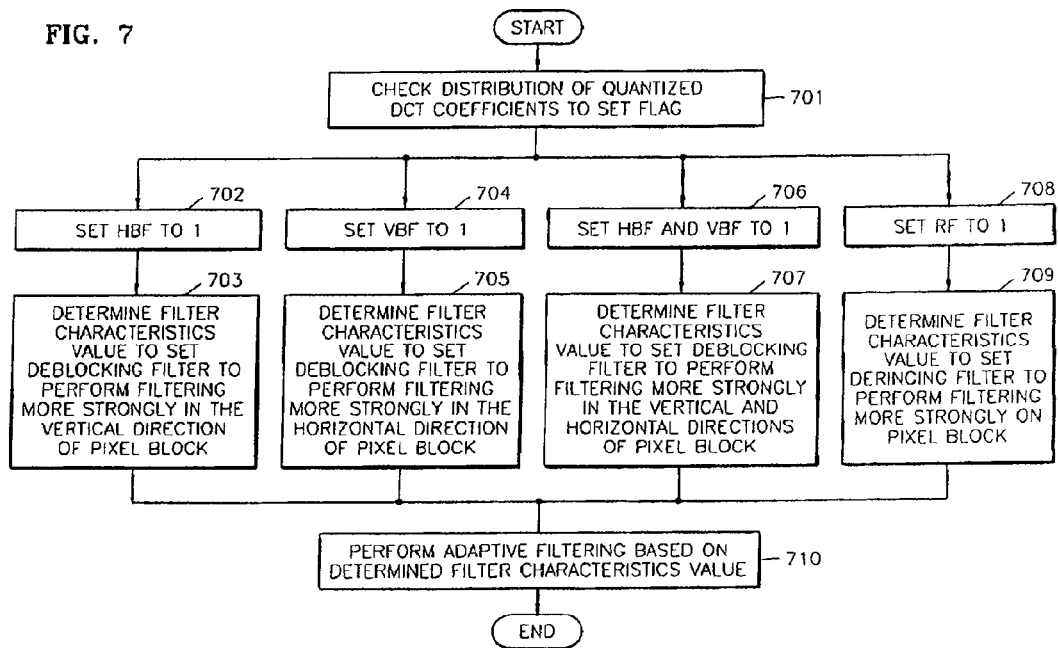 FIG. 7
START
CHECK DISTRIBUTION OF QUANTIZED
DCT COEFFICIENTS TO SET FLAG
701
702
SET HBF TO 1
704
SET VBF TO 1
706
SET HBF AND VBF TO 1
708
SET RF TO 1
703
DETERMINE FILTER
CHARACTERISTICS
VALUE TO SET
DEBLOCKING FILTER TO
PERFORM FILTERING
MORE STRONGLY IN THE
VERTICAL DIRECTION
OF PIXEL BLOCK
705
DETERMINE FILTER
CHARACTERISTICS
VALUE TO SET
DEBLOCKING FILTER TO
PERFORM FILTERING
MORE STRONGLY IN THE
HORIZONTAL DIRECTION
OF PIXEL BLOCK
707
DETERMINE FILTER
CHARACTERISTICS
VALUE TO SET DEBLOCKING
FILTER TO PERFORM
FILTERING MORE STRONGLY
IN THE VERTICAL AND
HORIZONTAL DIRECTIONS
OF PIXEL BLOCK
709
DETERMINE FILTER
CHARACTERISTICS
VALUE TO SET
DERINGING FILTER TO
PERFORM FILTERING
MORE STRONGLY ON
PIXEL BLOCK
PERFORM ADAPTIVE FILTERING BASED ON
DETERMINED FILTER CHARACTERISTICS VALUE
710
END